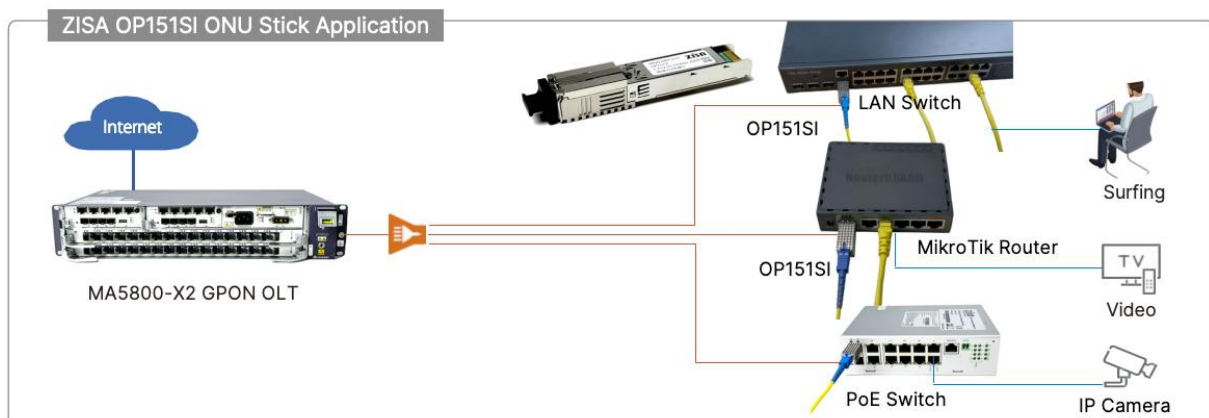 ZISA OP151SI ONU Stick Application
Internet
ZISA
LAN Switch
OP151SI
Surfing
MikroTik Router
OP151SI
TV
MA5800-X2 GPON OLT
Video
PoE Switch
IP Camera